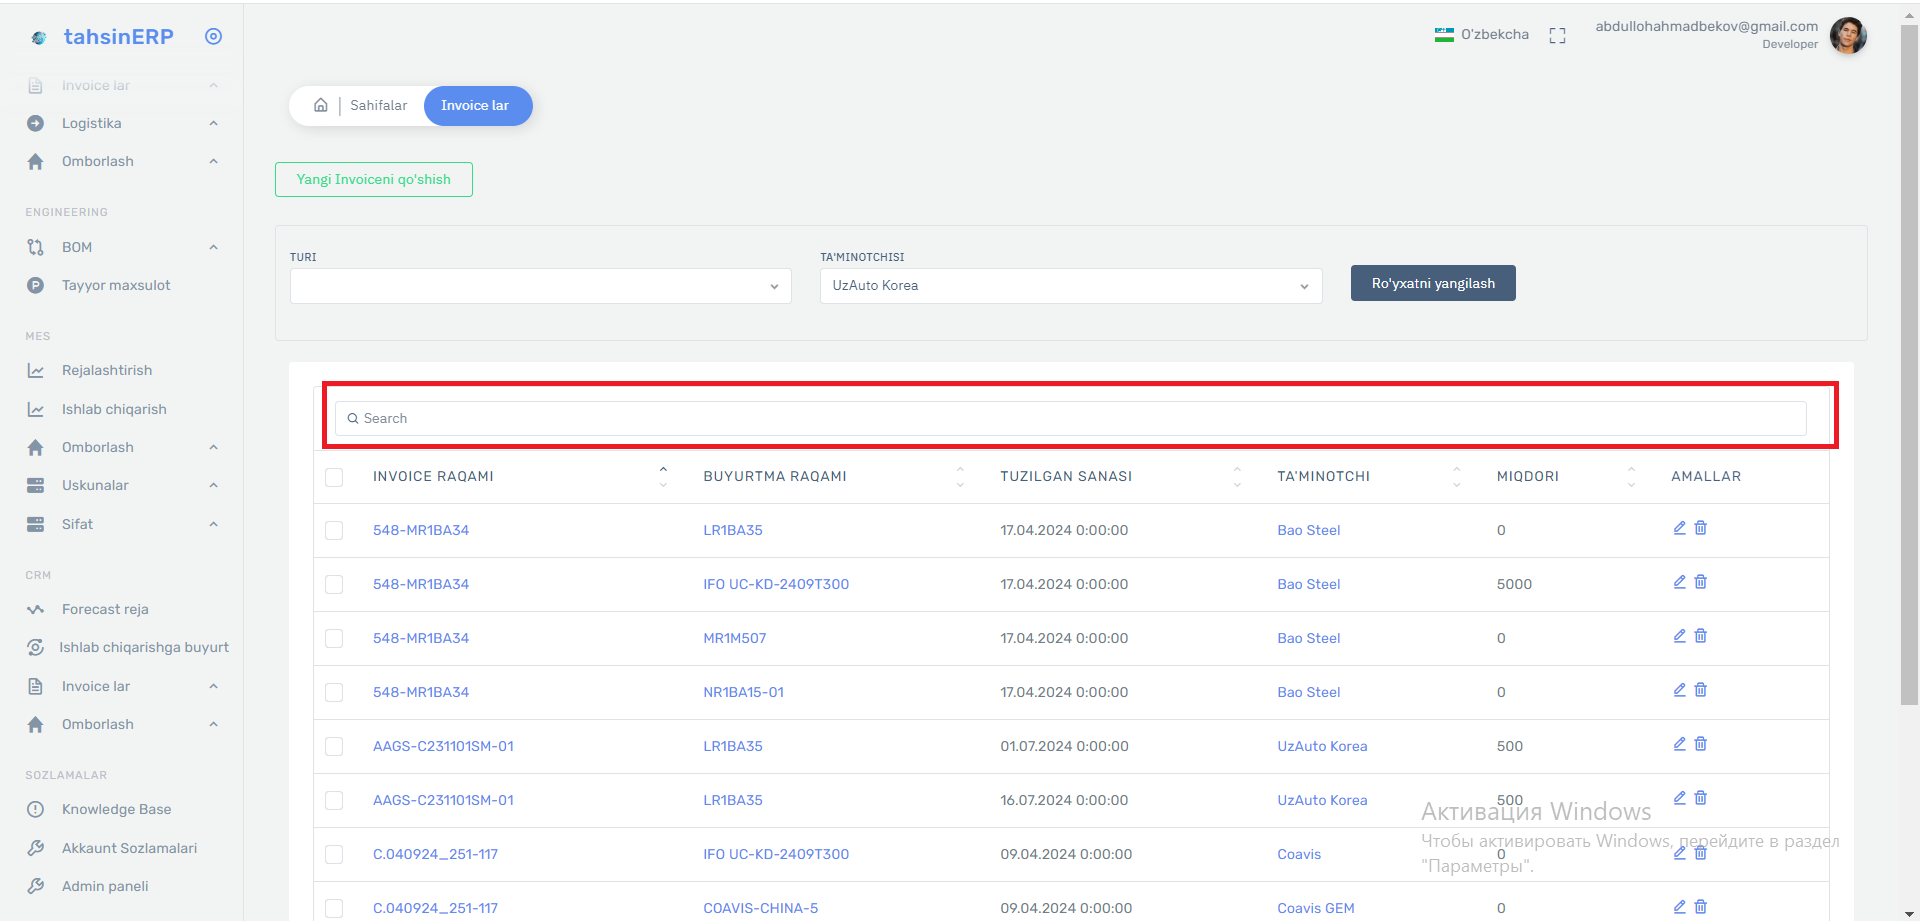 tahsinERP
O'zbekcha
abdullohahmadbekov@gmail.com
Developer
Invoice lar
Logistika
Omborlash
ENGINEERING
BOM
Tayyor maxsulot
MES
Rejalashtirish
Ishlab chiqarish
Omborlash
Uskunalar
Sifat
CRM
Forecast reja
Ishlab chiqarishga buyurt
Invoice lar
Omborlash
SOZLAMALAR
Knowledge Base
Akkaunt Sozlamalari
Admin paneli
Sahifalar Invoice lar
Yangi Invoiceni qo'shish
TURI TA'MINOTCHISI
UzAuto Korea Ro'yxatni yangilash
Search
INVOICE RAQAMI BUYURTMA RAQAMI TUZILGAN SANASI TA'MINOTCHI MIQDORI AMALLAR
548-MR1BA34 LR1BA35 17.04.2024 0:00:00 Bao Steel 0
548-MR1BA34 IFO UC-KD-2409T300 17.04.2024 0:00:00 Bao Steel 5000
548-MR1BA34 MR1M507 17.04.2024 0:00:00 Bao Steel 0
548-MR1BA34 NR1BA15-01 17.04.2024 0:00:00 Bao Steel 0
AAGS-C231101SM-01 LR1BA35 01.07.2024 0:00:00 UzAuto Korea 500
AAGS-C231101SM-01 LR1BA35 16.07.2024 0:00:00 UzAuto Korea 500
C.040924_251-117 IFO UC-KD-2409T300 09.04.2024 0:00:00 Coavis 0
C.040924_251-117 COAVIS-CHINA-5 09.04.2024 0:00:00 Coavis GEM 0
Активация Windows
Чтобы активировать Windows, перейдите в раздел
"Параметры".